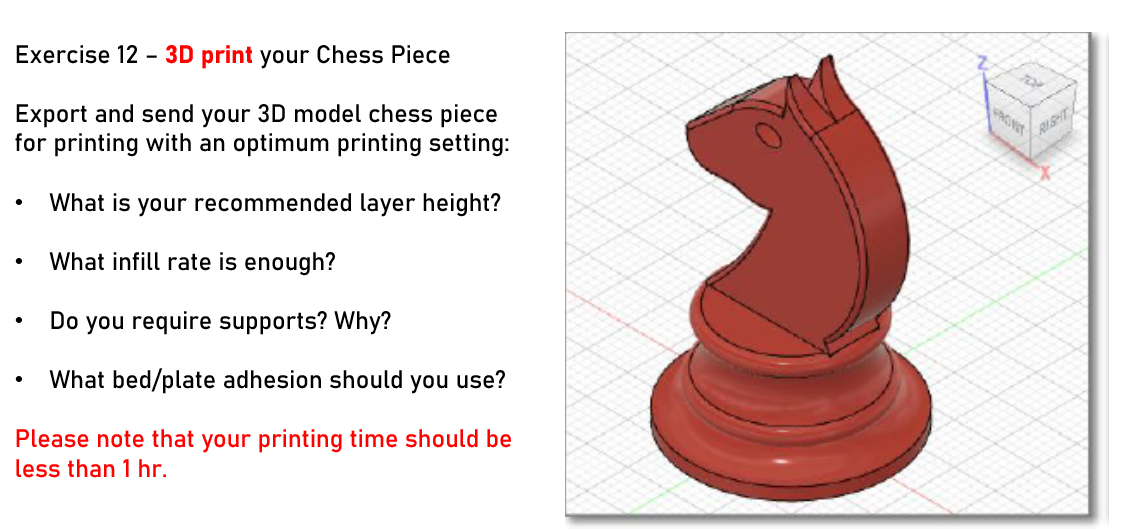 Exercise 12 – 3D print your Chess Piece
Export and send your 3D model chess piece
for printing with an optimum printing setting:
• What is your recommended layer height?
• What infill rate is enough?
• Do you require supports? Why?
• What bed/plate adhesion should you use?
Please note that your printing time should be
less than 1 hr.
Z
TOP
FRONT
RIGHT
X